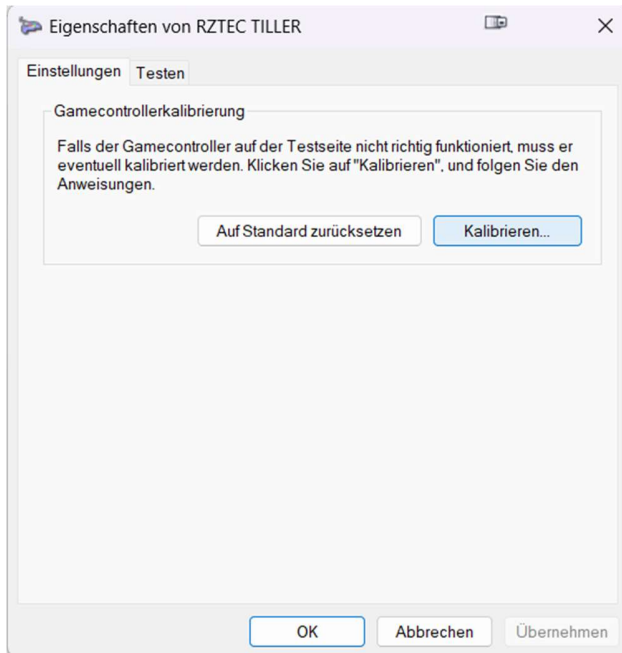 Eigenschaften von RZTEC TILLER
Einstellungen Testen
Gamecontrollerkalibrierung
Falls der Gamecontroller auf der Testseite nicht richtig funktioniert, muss er
eventuell kalibriert werden. Klicken Sie auf "Kalibrieren", und folgen Sie den
Anweisungen.
Auf Standard zurücksetzen Kalibrieren...
OK Abbrechen Übernehmen